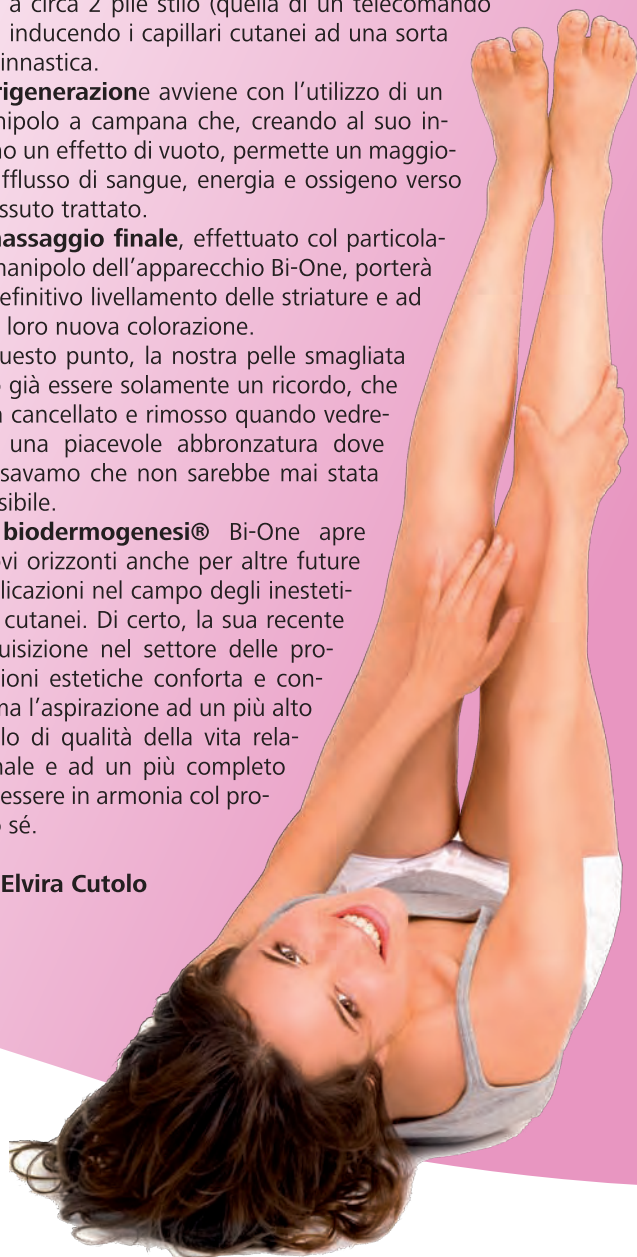 a circa 2 pile stilo (quella di un telecomando
inducendo i capillari cutanei ad una sorta
innastica.
rigenerazione avviene con l’utilizzo di un
nipolo a campana che, creando al suo in-
no un effetto di vuoto, permette un maggio-
fflusso di sangue, energia e ossigeno verso
ssuto trattato.
assaggio finale, effettuato col particola-
manipolo dell’apparecchio Bi-One, porterà
efinitivo livellamento delle striature e ad
loro nuova colorazione.
uesto punto, la nostra pelle smagliata
già essere solamente un ricordo, che
cancellato e rimosso quando vedre-
una piacevole abbronzatura dove
savamo che non sarebbe mai stata
sibile.
biodermogenesi® Bi-One apre
vi orizzonti anche per altre future
licazioni nel campo degli inesteti-
cutanei. Di certo, la sua recente
uisizione nel settore delle pro-
ioni estetiche conforta e con-
ma l’aspirazione ad un più alto
lo di qualità della vita rela-
nale e ad un più completo
essere in armonia col pro-
sé.
Elvira Cutolo